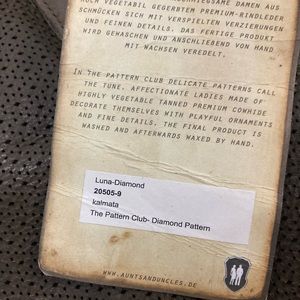 DAMEN AUS
VEGETABIL GEGERBTEM PREMIUM-RINDLEDER
SCHMÜCKEN SICH MIT VERSPIELTEN VERZIERUNGEN
UND FEINEN DETAILS. DAS FERTIGE PRODUKT
WIRD GEWASCHEN UND ANSCHLIESSEND VON HAND
MIT WACHSEN VEREDELT.
IN THE PATTERN CLUB DELICATE PATTERNS CALL
THE TUNE. AFFECTIONATE LADIES MADE OF
HIGHLY VEGETABLE TANNED PREMIUM COWHIDE
DECORATE THEMSELVES WITH PLAYFUL ORNAMENTS
AND FINE DETAILS. THE FINAL PRODUCT IS
WASHED AND AFTERWARDS WAXED BY HAND.
Luna-Diamond
20505-9
kalmata
The Pattern Club- Diamond Pattern
WWW.AUNTSANDUNCLES.DE